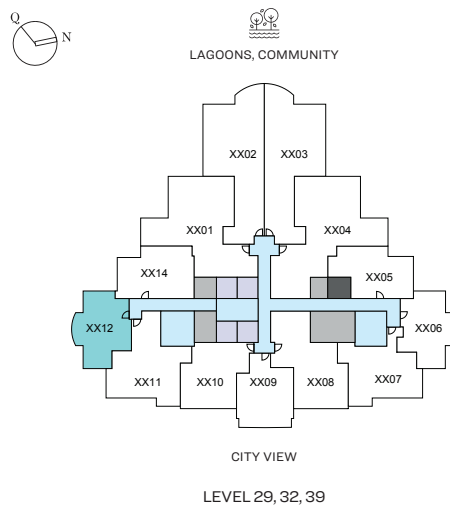 Q
N
LAGOONS, COMMUNITY
XX02
XX03
XX01
XX04
XX14
XX05
XX12
XX06
XX11
XX10
XX09
XX08
XX07
CITY VIEW
LEVEL 29, 32, 39